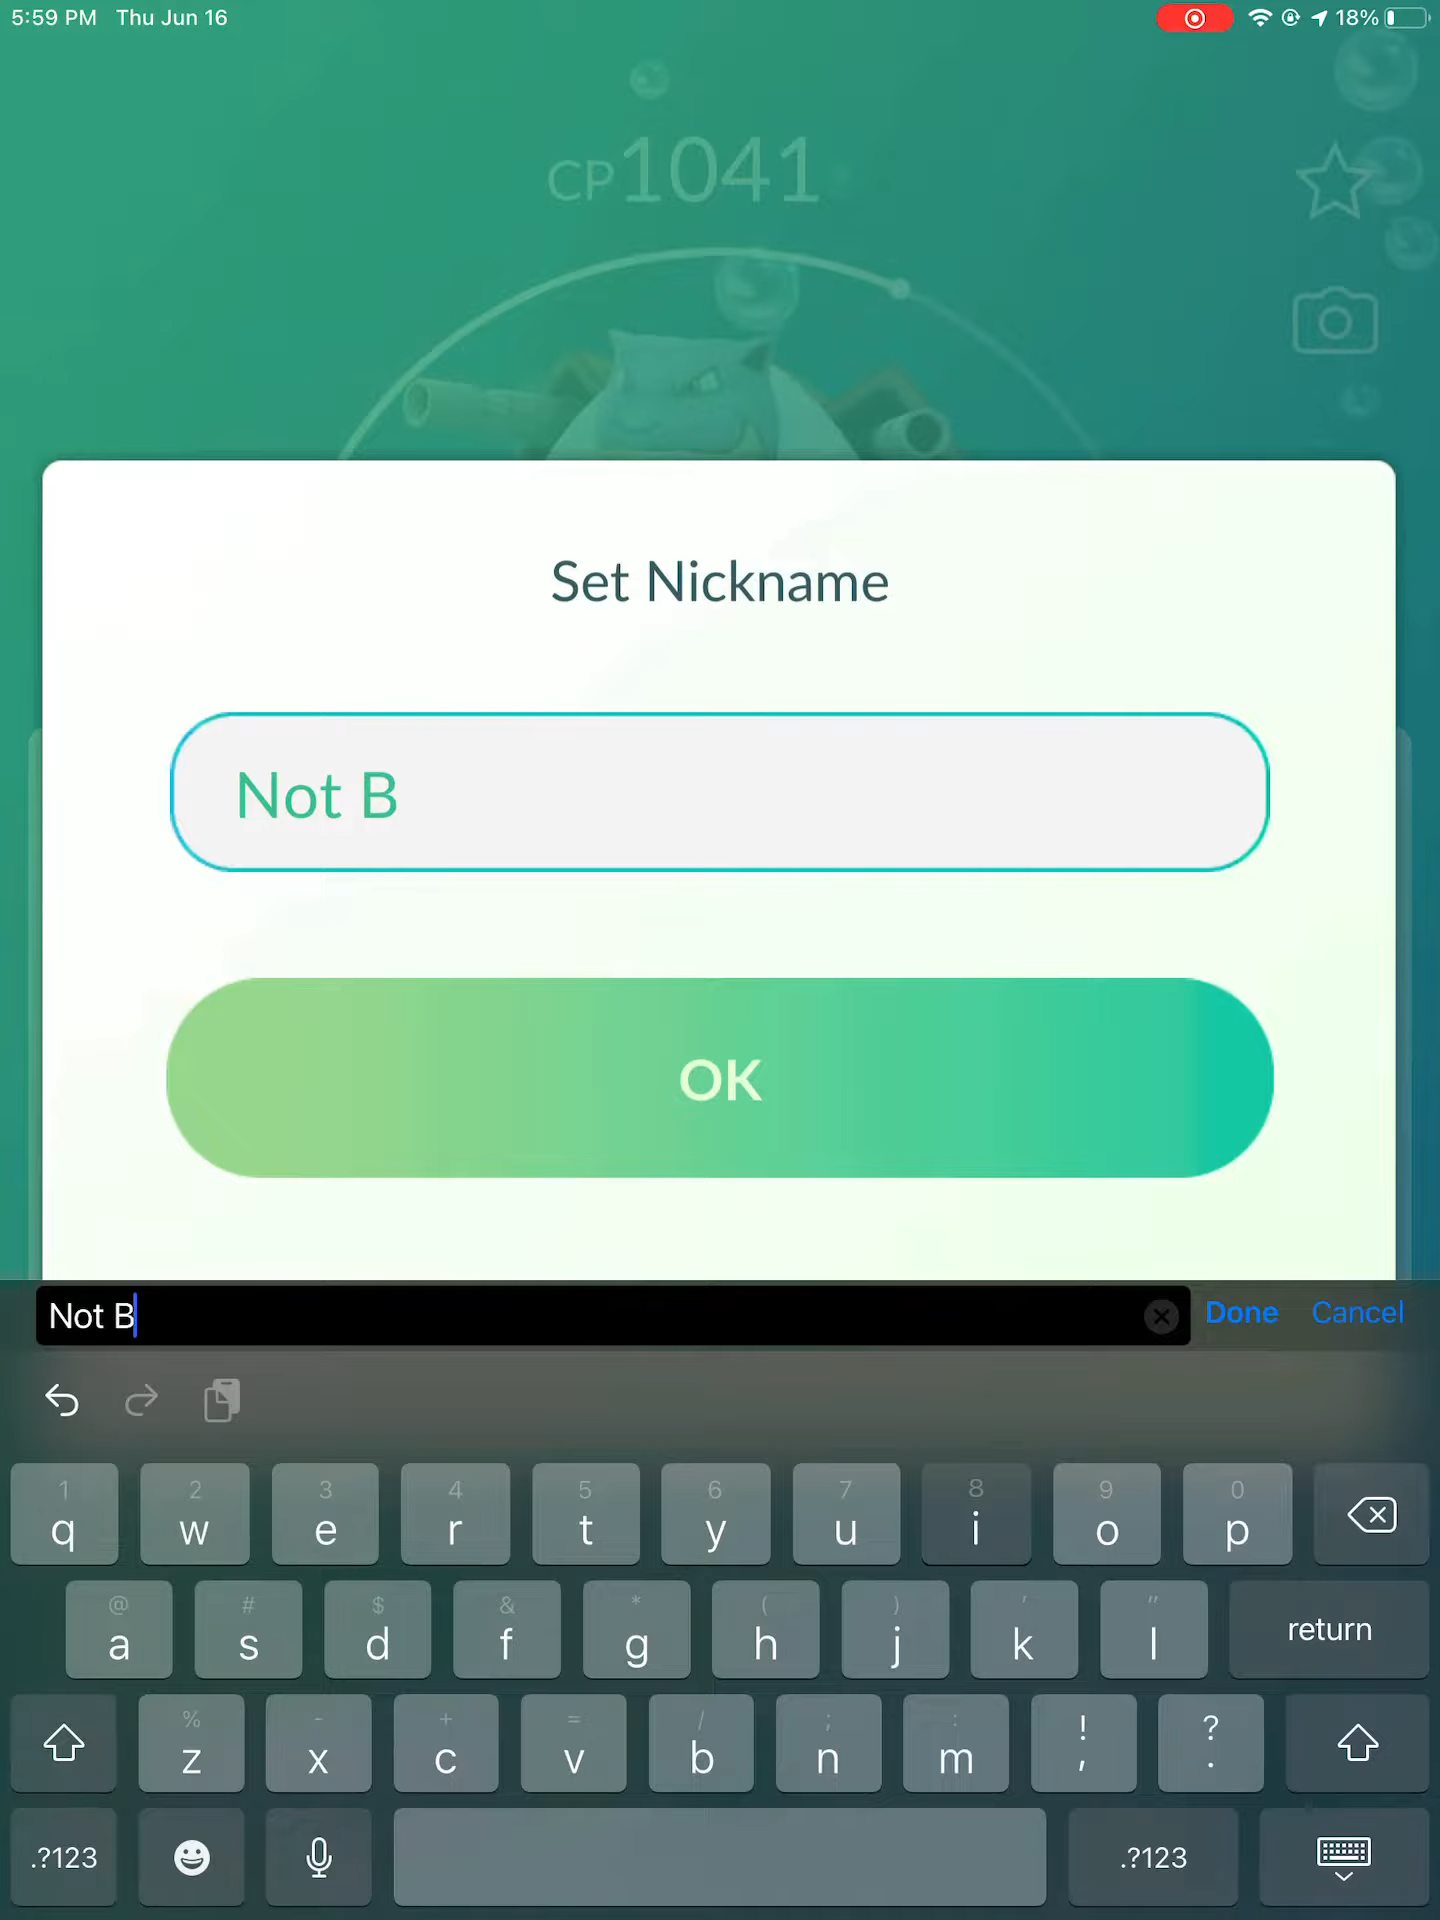 5:59 PM Thu Jun 16 18%
CP1041
Set Nickname
Not B
OK
Not B Done Cancel
1 2 3 4 5 6 7 8 9 0
q w e r t y u i o p
@ # $ & * ( ) ' "
a s d f g h j k l return
% - + = / ; : ! ?
z x c v b n m , .
.?123 .?123